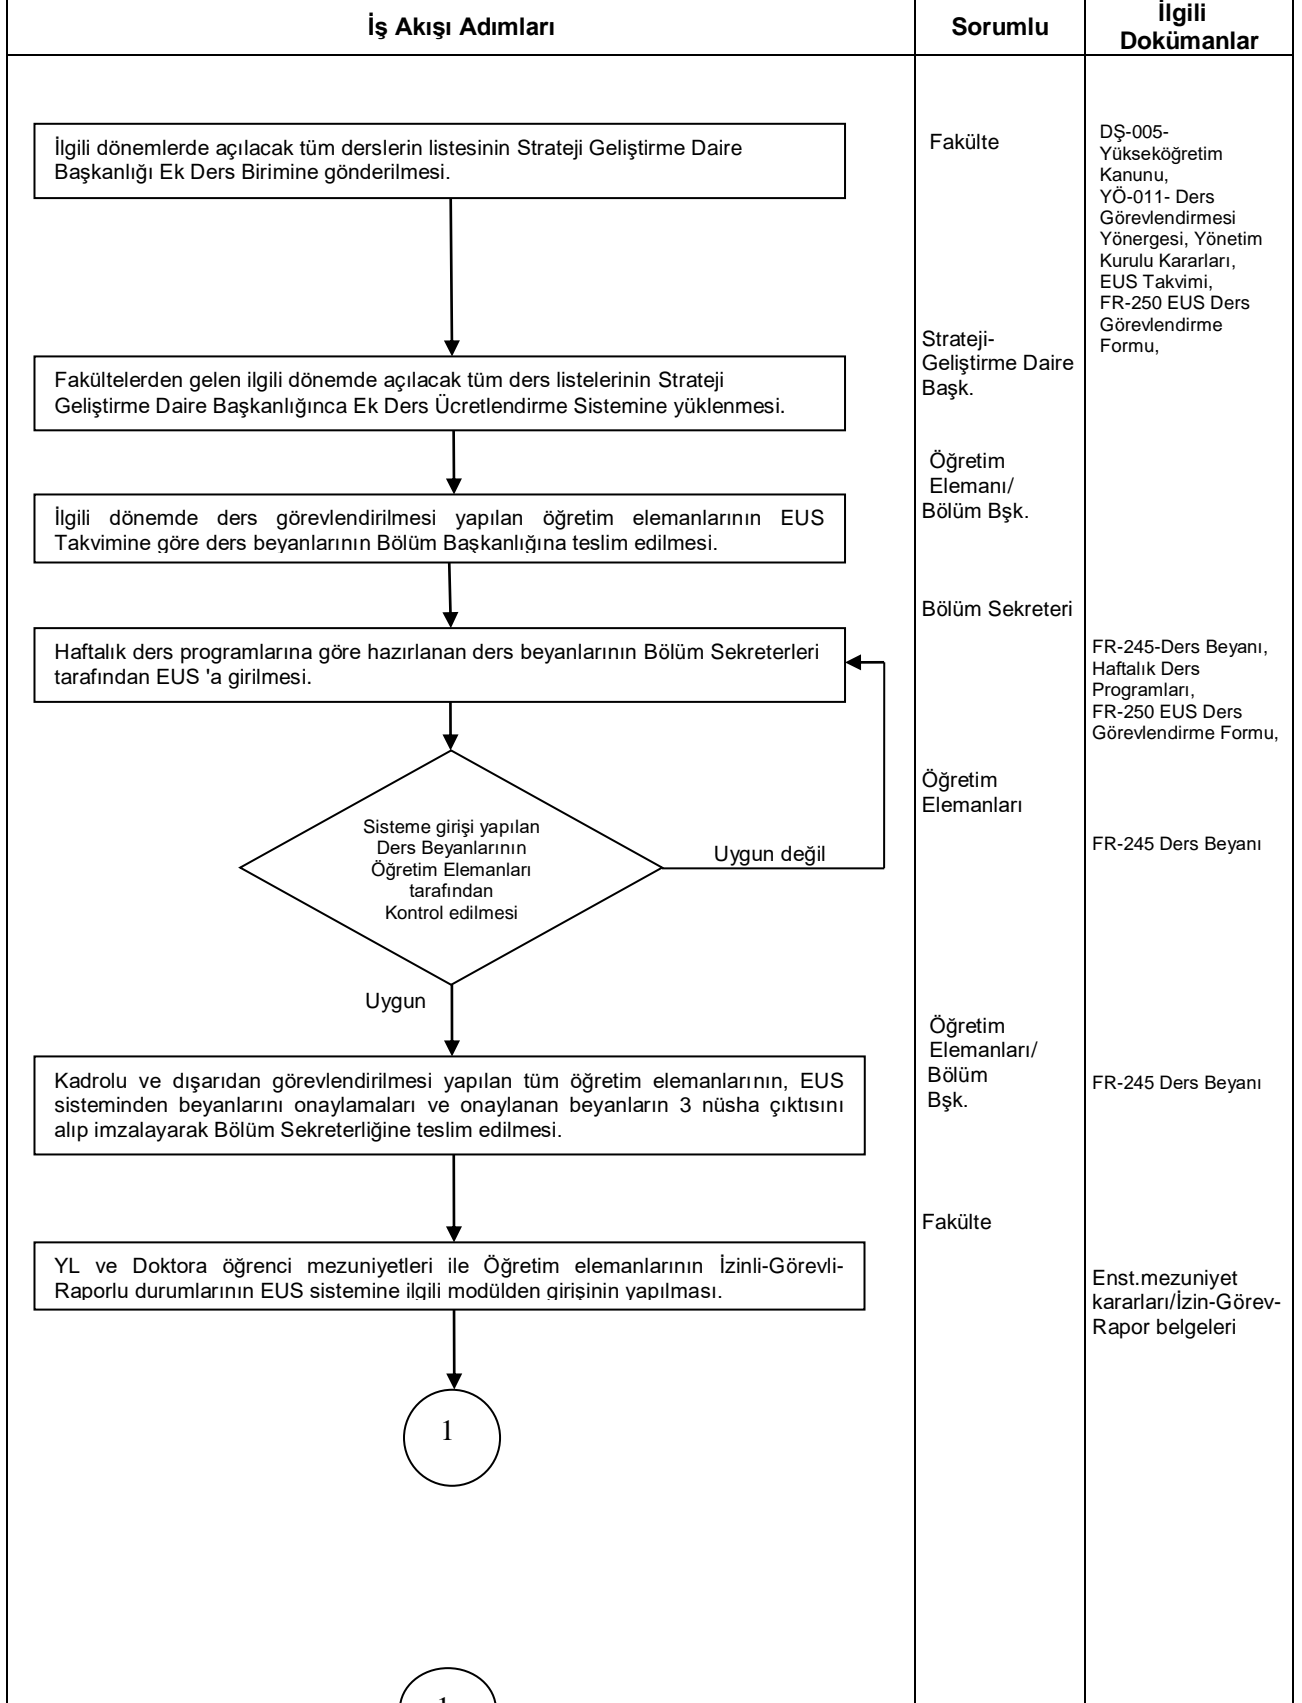 İş Akışı Adımları
Sorumlu
İlgili
Dokümanlar
İlgili dönemlerde açılacak tüm derslerin listesinin Strateji Geliştirme Daire
Başkanlığı Ek Ders Birimine gönderilmesi.
Fakülte
DŞ-005-
Yükseköğretim
Kanunu,
YÖ-011- Ders
Görevlendirmesi
Yönergesi, Yönetim
Kurulu Kararları,
EUS Takvimi,
FR-250 EUS Ders
Görevlendirme
Formu,
Fakültelerden gelen ilgili dönemde açılacak tüm ders listelerinin Strateji
Geliştirme Daire Başkanlığınca Ek Ders Ücretlendirme Sistemine yüklenmesi.
Strateji-
Geliştirme Daire
Başk.
İlgili dönemde ders görevlendirilmesi yapılan öğretim elemanlarının EUS
Takvimine göre ders beyanlarının Bölüm Başkanlığına teslim edilmesi.
Öğretim
Elemanı/
Bölüm Bşk.
Haftalık ders programlarına göre hazırlanan ders beyanlarının Bölüm Sekreterleri
tarafından EUS 'a girilmesi.
Bölüm Sekreteri
FR-245-Ders Beyanı,
Haftalık Ders
Programları,
FR-250 EUS Ders
Görevlendirme Formu,
Sisteme girişi yapılan
Ders Beyanlarının
Öğretim Elemanları
tarafından
Kontrol edilmesi
Uygun değil
Uygun
Öğretim
Elemanları
FR-245 Ders Beyanı
Kadrolu ve dışarıdan görevlendirilmesi yapılan tüm öğretim elemanlarının, EUS
sisteminden beyanlarını onaylamaları ve onaylanan beyanların 3 nüsha çıktısını
alıp imzalayarak Bölüm Sekreterliğine teslim edilmesi.
Öğretim
Elemanları/
Bölüm
Bşk.
FR-245 Ders Beyanı
YL ve Doktora öğrenci mezuniyetleri ile Öğretim elemanlarının İzinli-Görevli-
Raporlu durumlarının EUS sistemine ilgili modülden girişinin yapılması.
Fakülte
Enst.mezuniyet
kararları/İzin-Görev-
Rapor belgeleri
1
1